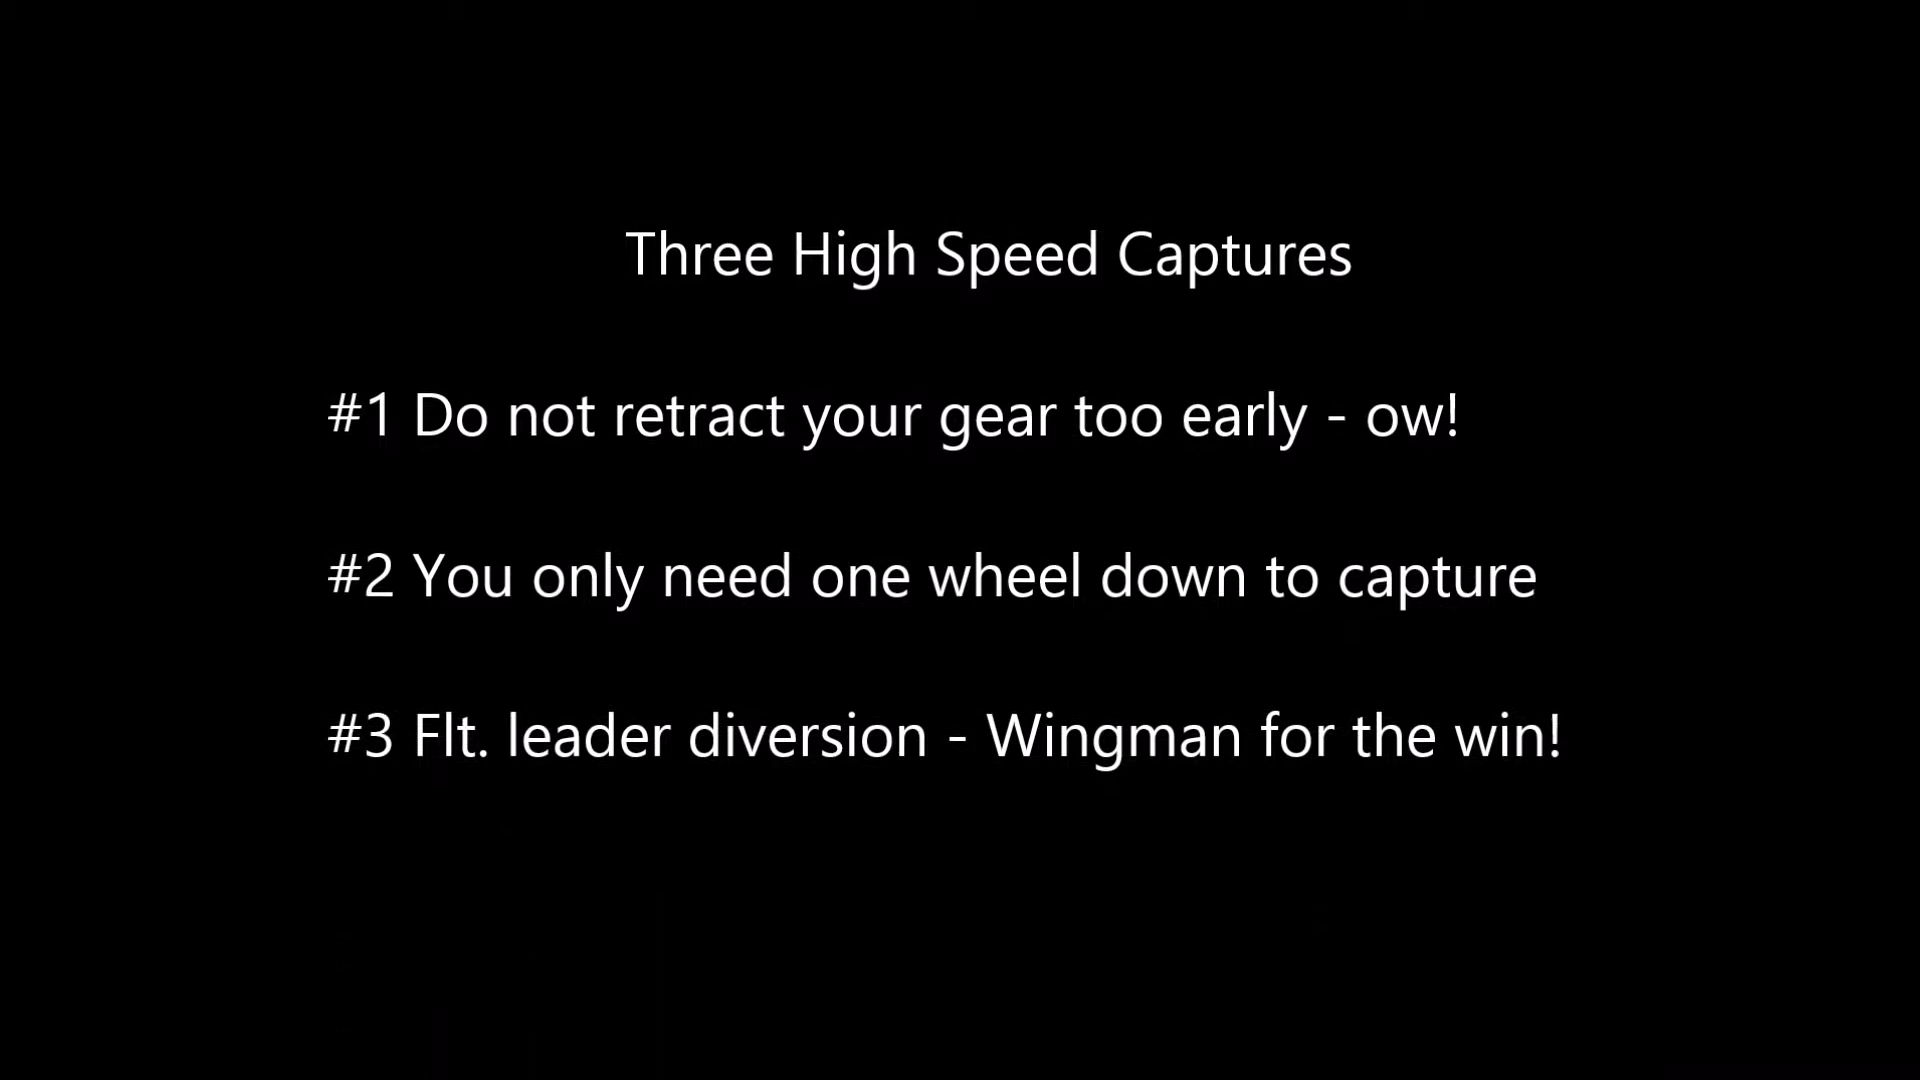 Three High Speed Captures
#1 Do not retract your gear too early - ow!
#2 You only need one wheel down to capture
#3 Flt. leader diversion - Wingman for the win!